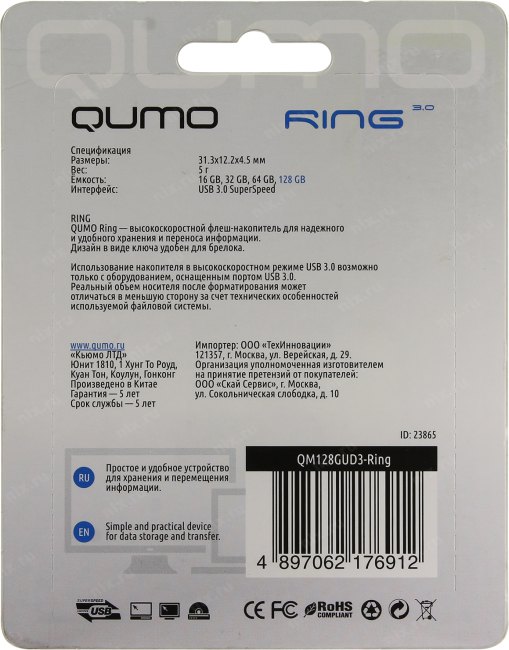 QUMO
QUMO RING 3.0
Спецификация
Размеры: 31.3x12.2x4.5 мм
Вес: 5 г
Емкость: 16 GB, 32 GB, 64 GB, 128 GB
Интерфейс: USB 3.0 SuperSpeed
RING
QUMO Ring — высокоскоростной флеш-накопитель для надежного
и удобного хранения и переноса информации.
Дизайн в виде ключа удобен для брелока.
Использование накопителя в высокоскоростном режиме USB 3.0 возможно
только с оборудованием, оснащенным портом USB 3.0.
Реальный объем носителя после форматирования может
отличаться в меньшую сторону за счет технических особенностей
используемой файловой системы.
www.qumo.ru
«Кьюмо ЛТД»
Юнит 1810, 1 Хунг То Роуд,
Куан Тон, Коулун, Гонконг
Произведено в Китае
Гарантия — 5 лет
Срок службы — 5 лет
Импортер: ООО «ТехИнновации»
121357, г. Москва, ул. Верейская, д. 29.
Организация уполномоченная изготовителем
на принятие претензий от покупателей:
ООО «Скай Сервис», г. Москва,
ул. Сокольническая слободка, д. 10
ID: 23865
QM128GUD3-Ring
RU Простое и удобное устройство
для хранения и перемещения
информации.
EN Simple and practical device
for data storage and transfer.
4 897062 176912
SUPERSPEED
USB
CE FC RoHS
COMPLIANT